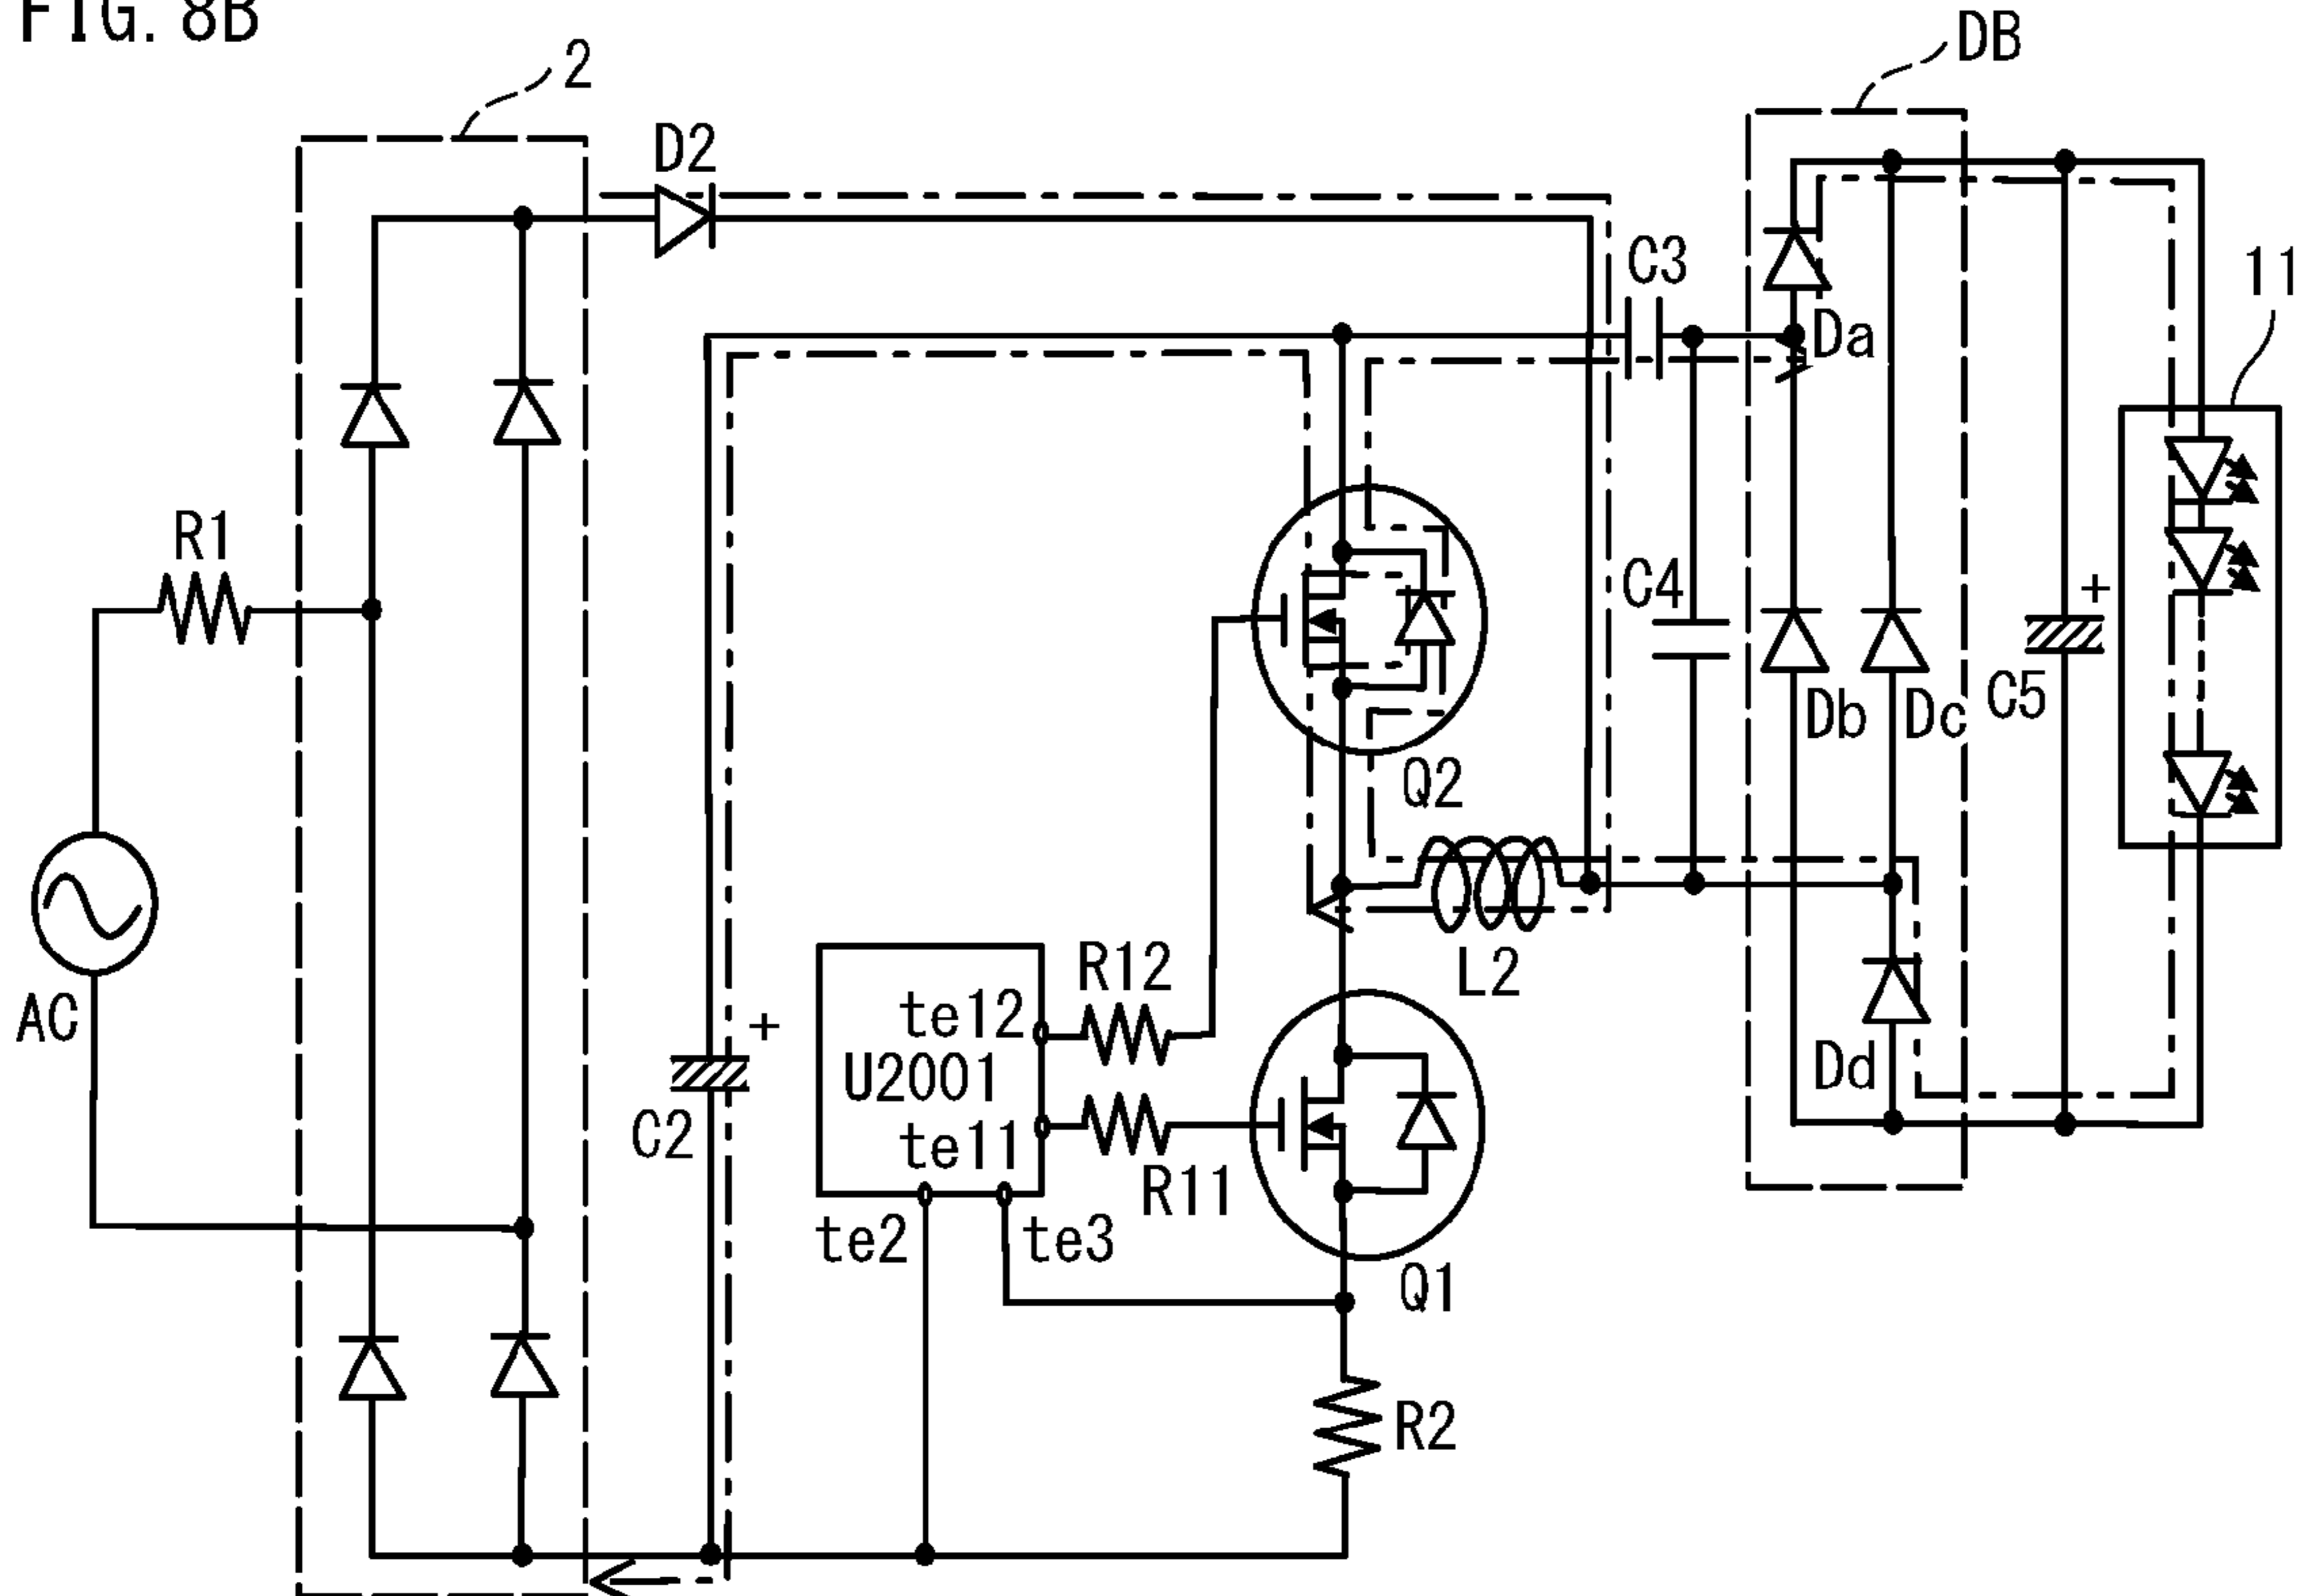 FIG. 8B
2
DB
D2
C3
11
Da
R1
C4
+
Db
Dc
C5
Q2
R12
L2
AC
te12
+
U2001
Dd
C2
te11
R11
te2
te3
Q1
R2